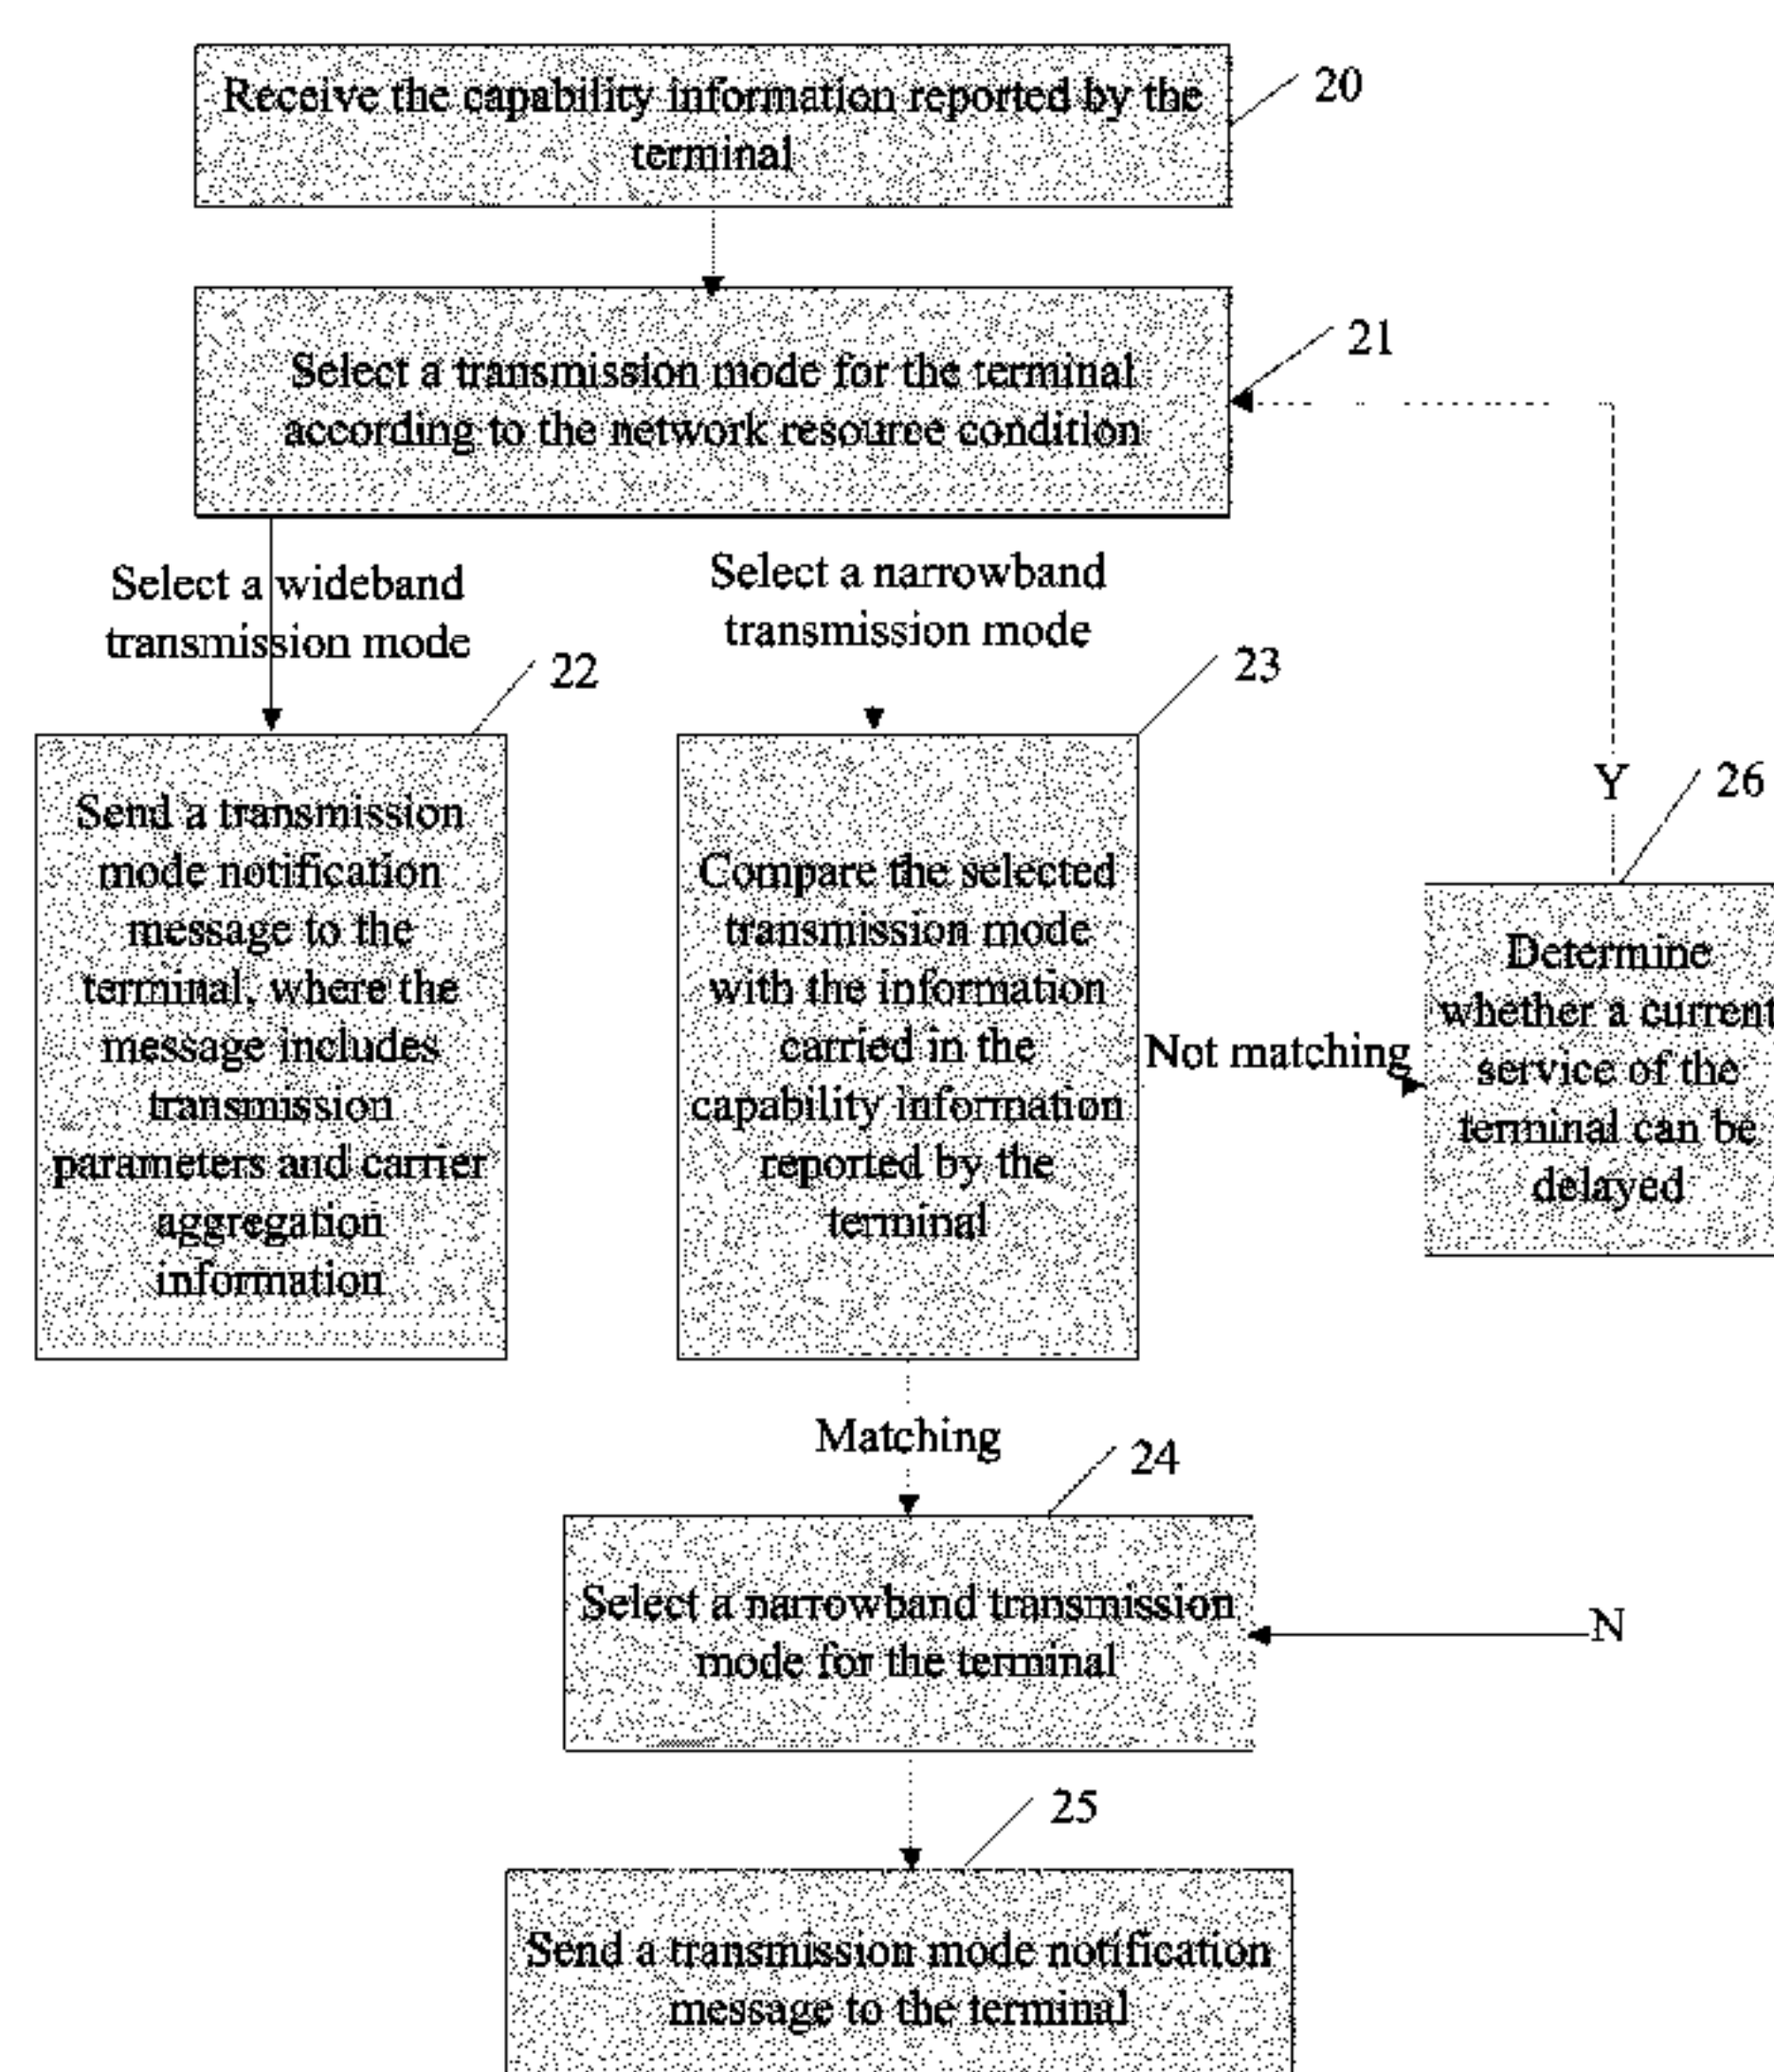 Receive the capability information reported by the
terminal
20
Select a transmission mode for the terminal
according to the network resource condition
21
Select a wideband
transmission mode
Select a narrowband
transmission mode
22
23
Send a transmission
mode notification
message to the
terminal, where the
message includes
transmission
parameters and carrier
aggregation
information
Compare the selected
transmission mode
with the information
carried in the
capability information
reported by the
terminal
Not matching
Y
26
Determine
whether a current
service of the
terminal can be
delayed
Matching
24
Select a narrowband transmission
mode for the terminal
N
25
Send a transmission mode notification
message to the terminal